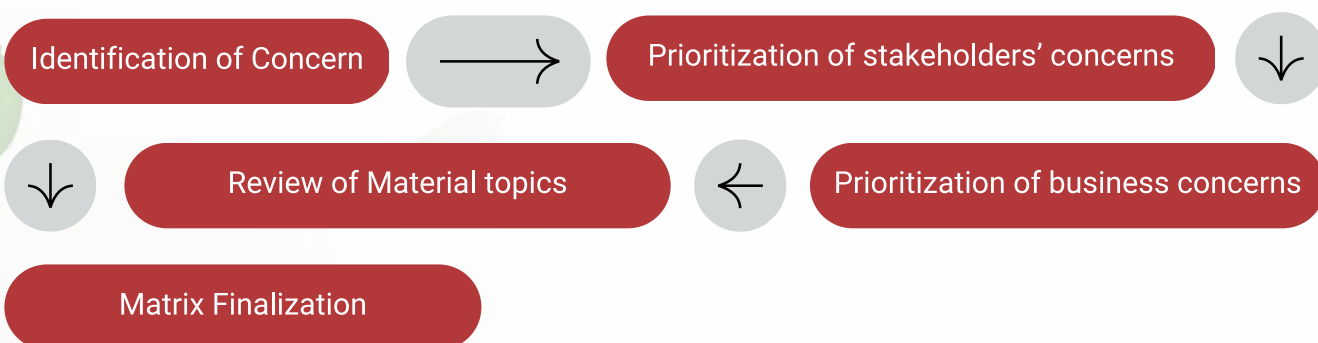 Identification of Concern
Prioritization of stakeholders’ concerns
Prioritization of business concerns
Review of Material topics
Matrix Finalization